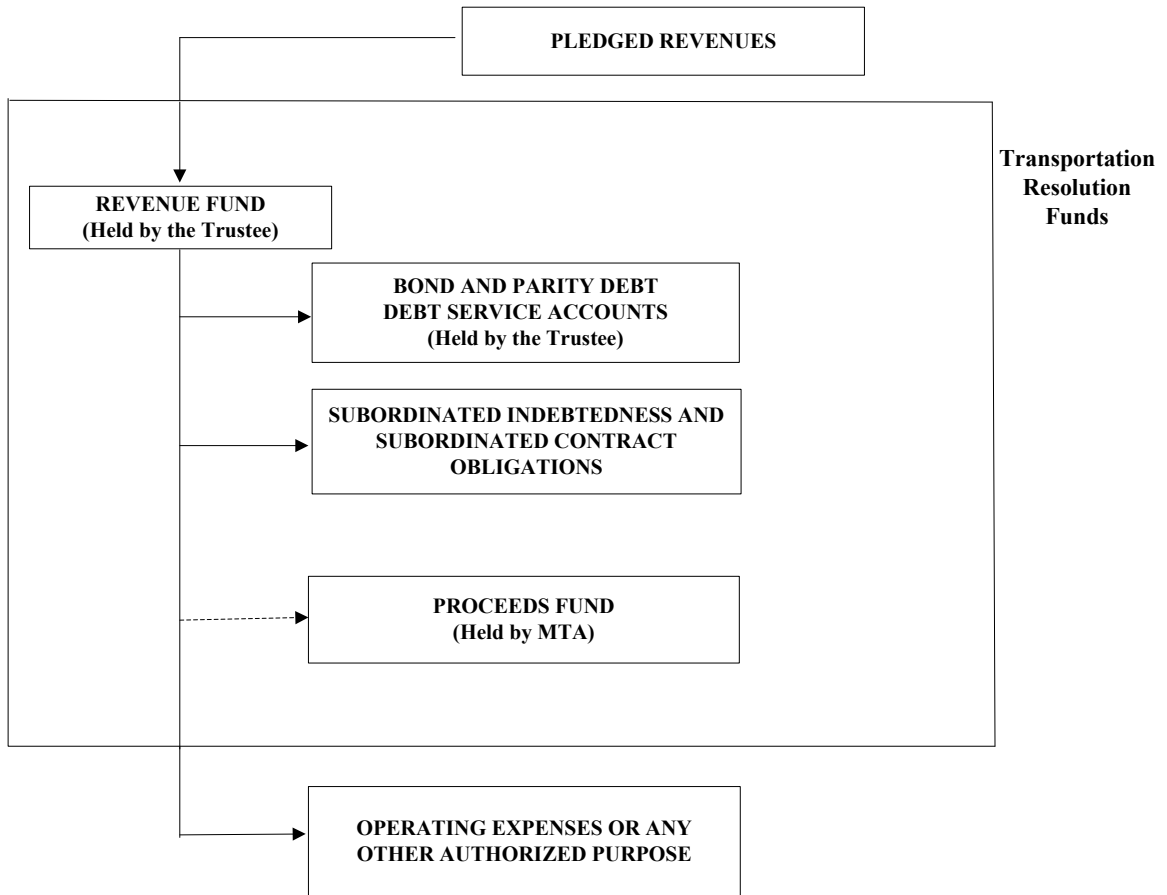 PLEDGED REVENUES
Transportation
Resolution
Funds
REVENUE FUND
(Held by the Trustee)
BOND AND PARITY DEBT
DEBT SERVICE ACCOUNTS
(Held by the Trustee)
SUBORDINATED INDEBTEDNESS AND
SUBORDINATED CONTRACT
OBLIGATIONS
PROCEEDS FUND
(Held by MTA)
OPERATING EXPENSES OR ANY
OTHER AUTHORIZED PURPOSE